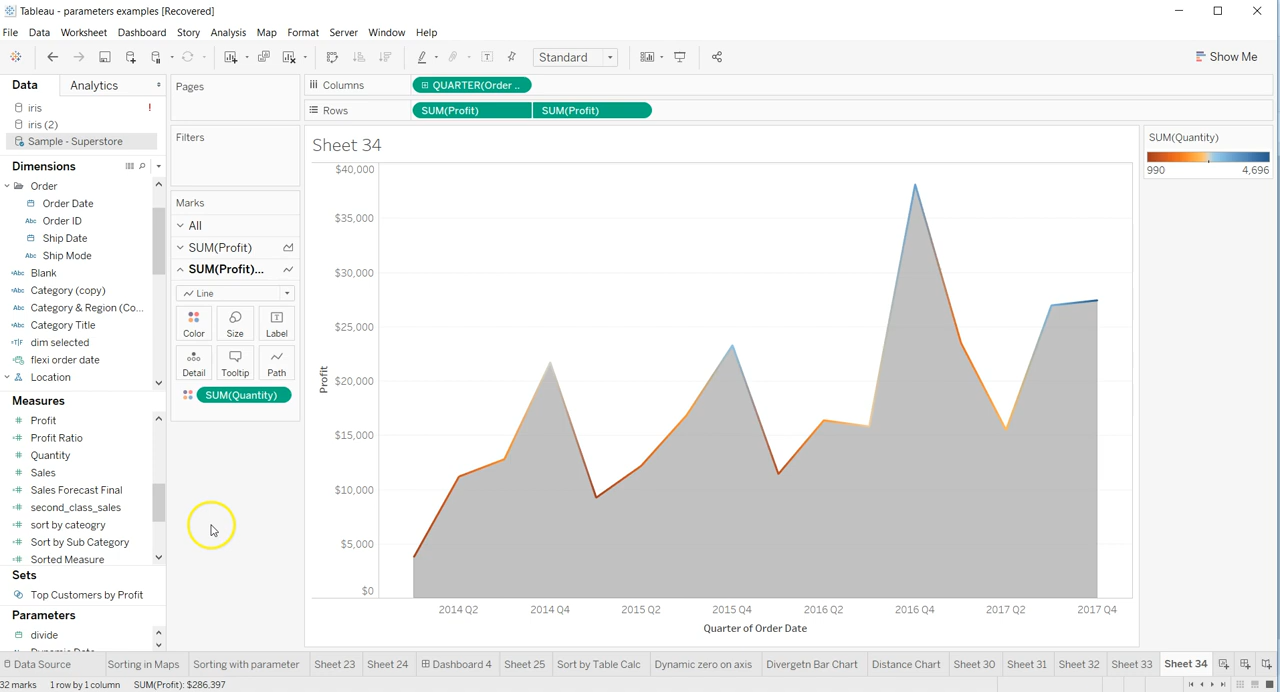 Tableau - parameters examples [Recovered]
File Data Worksheet Dashboard Story Analysis Map Format Server Window Help
Standard
Show Me
Data Analytics
iris !
iris (2)
Sample - Superstore
Dimensions
Order
Order Date
Abc Order ID
Ship Date
Abc Ship Mode
Abc Blank
Abc Category (copy)
Abc Category & Region (Co...
Abc Category Title
dim selected
flexi order date
Location
Measures
# Profit
# Profit Ratio
# Quantity
# Sales
# Sales Forecast Final
# second_class_sales
# sort by cateogry
# Sort by Sub Category
# Sorted Measure
Sets
Top Customers by Profit
Parameters
divide
Pages
Filters
Marks
All
SUM(Profit)
SUM(Profit)...
Line
Color Size Label
Detail Tooltip Path
SUM(Quantity)
Columns QUARTER(Order ..
Rows SUM(Profit) SUM(Profit)
Sheet 34
$40,000
$35,000
$30,000
$25,000
$20,000
$15,000
$10,000
$5,000
$0
Profit
2014 Q2 2014 Q4 2015 Q2 2015 Q4 2016 Q2 2016 Q4 2017 Q2 2017 Q4
Quarter of Order Date
SUM(Quantity)
990 4,696
Data Source Sorting in Maps Sorting with parameter Sheet 23 Sheet 24 Dashboard 4 Sheet 25 Sort by Table Calc Dynamic zero on axis Divergetn Bar Chart Distance Chart Sheet 30 Sheet 31 Sheet 32 Sheet 33 Sheet 34
32 marks 1 row by 1 column SUM(Profit): $286,397